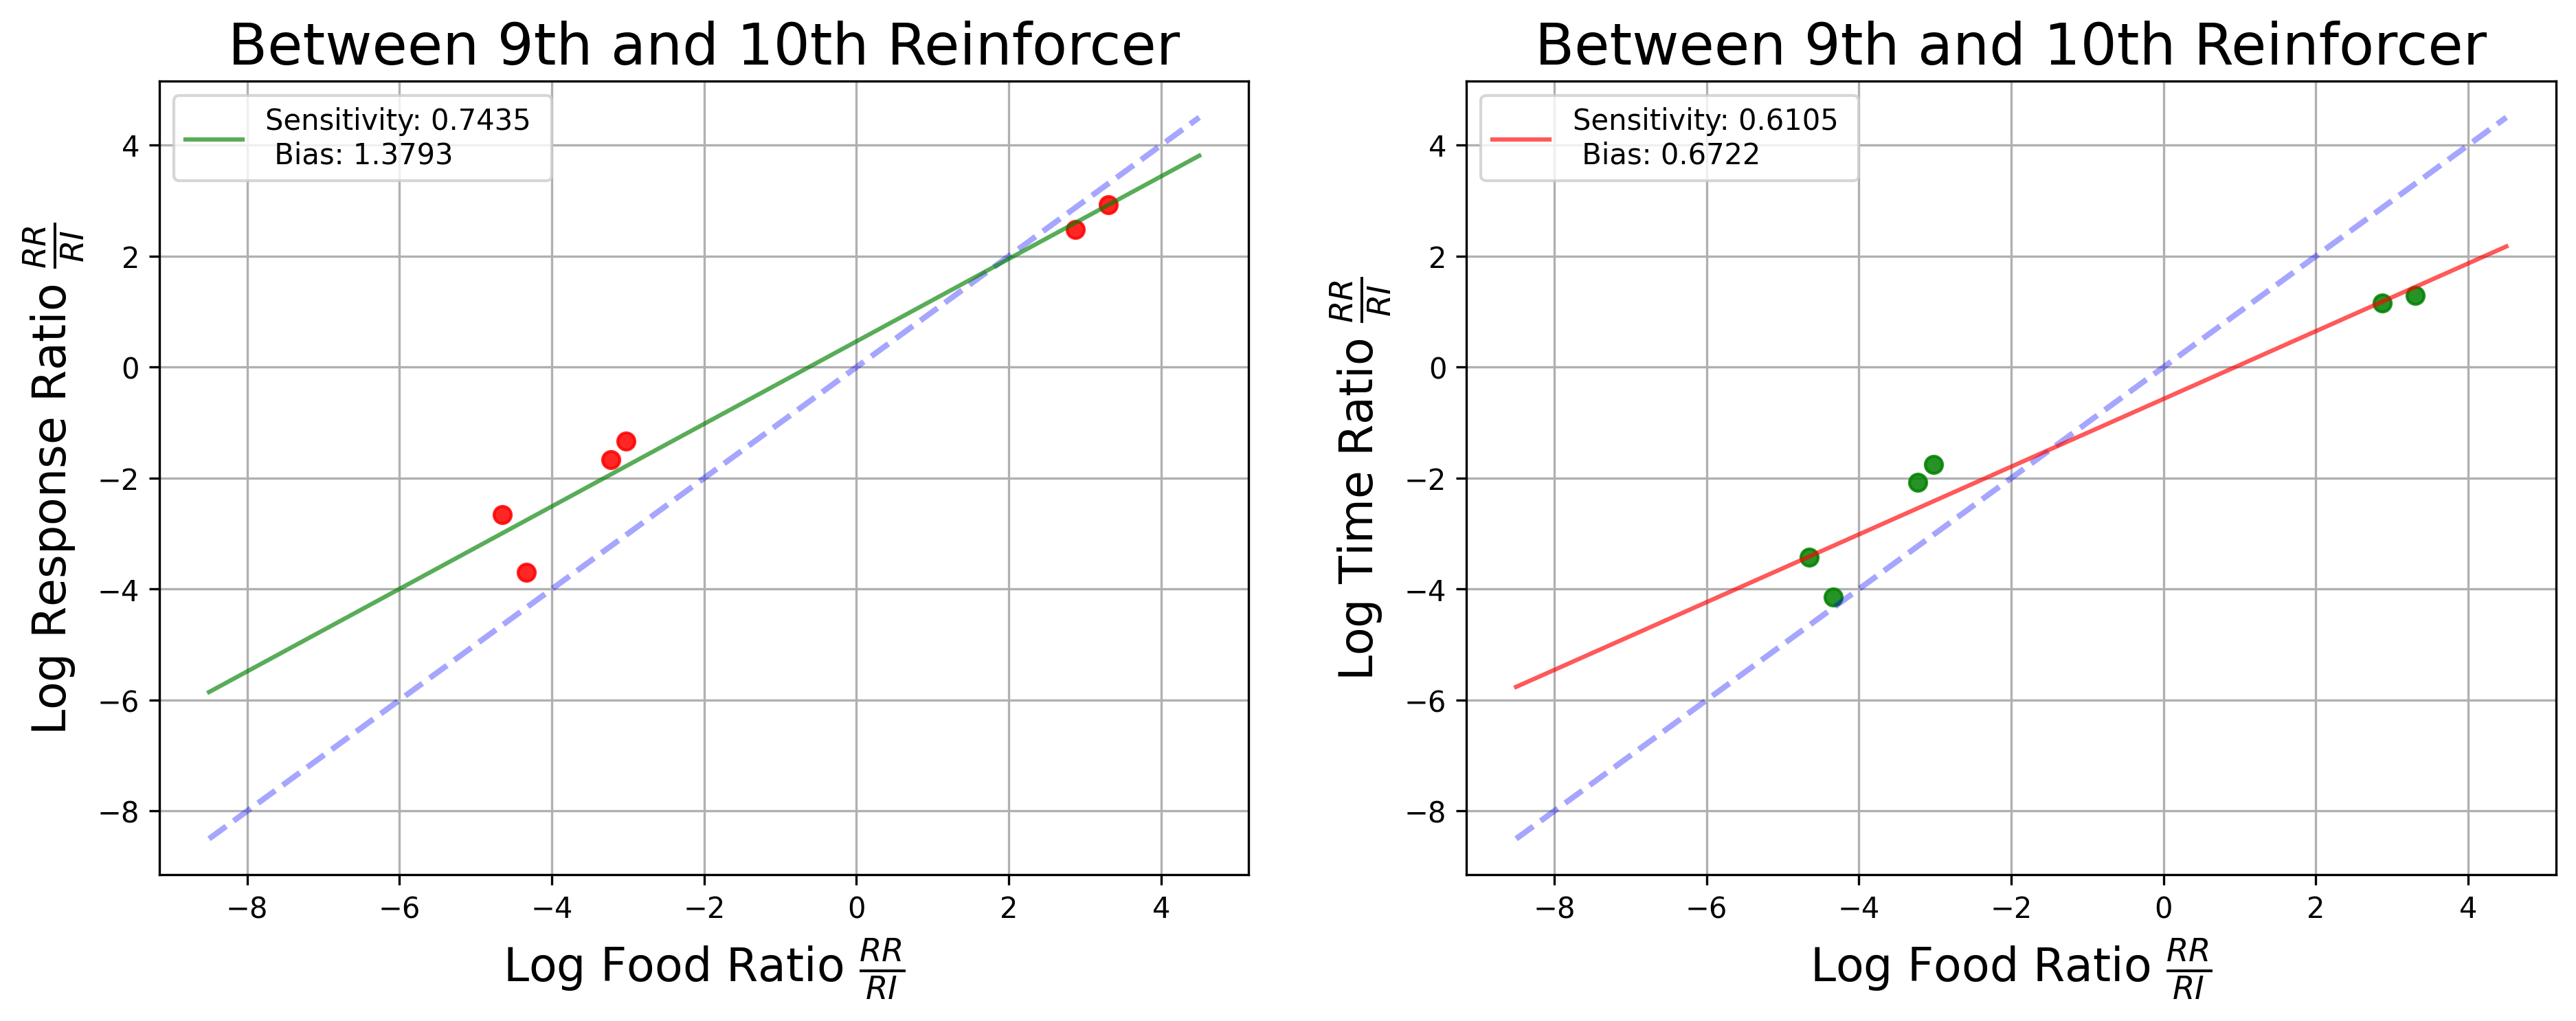 Between 9th and 10th Reinforcer
Sensitivity: 0.7435
Bias: 1.3793
Log Response Ratio RR/RI
4
2
0
−2
−4
−6
−8
−8 −6 −4 −2 0 2 4
Log Food Ratio RR/RI
Between 9th and 10th Reinforcer
Sensitivity: 0.6105
Bias: 0.6722
Log Time Ratio RR/RI
4
2
0
−2
−4
−6
−8
−8 −6 −4 −2 0 2 4
Log Food Ratio RR/RI